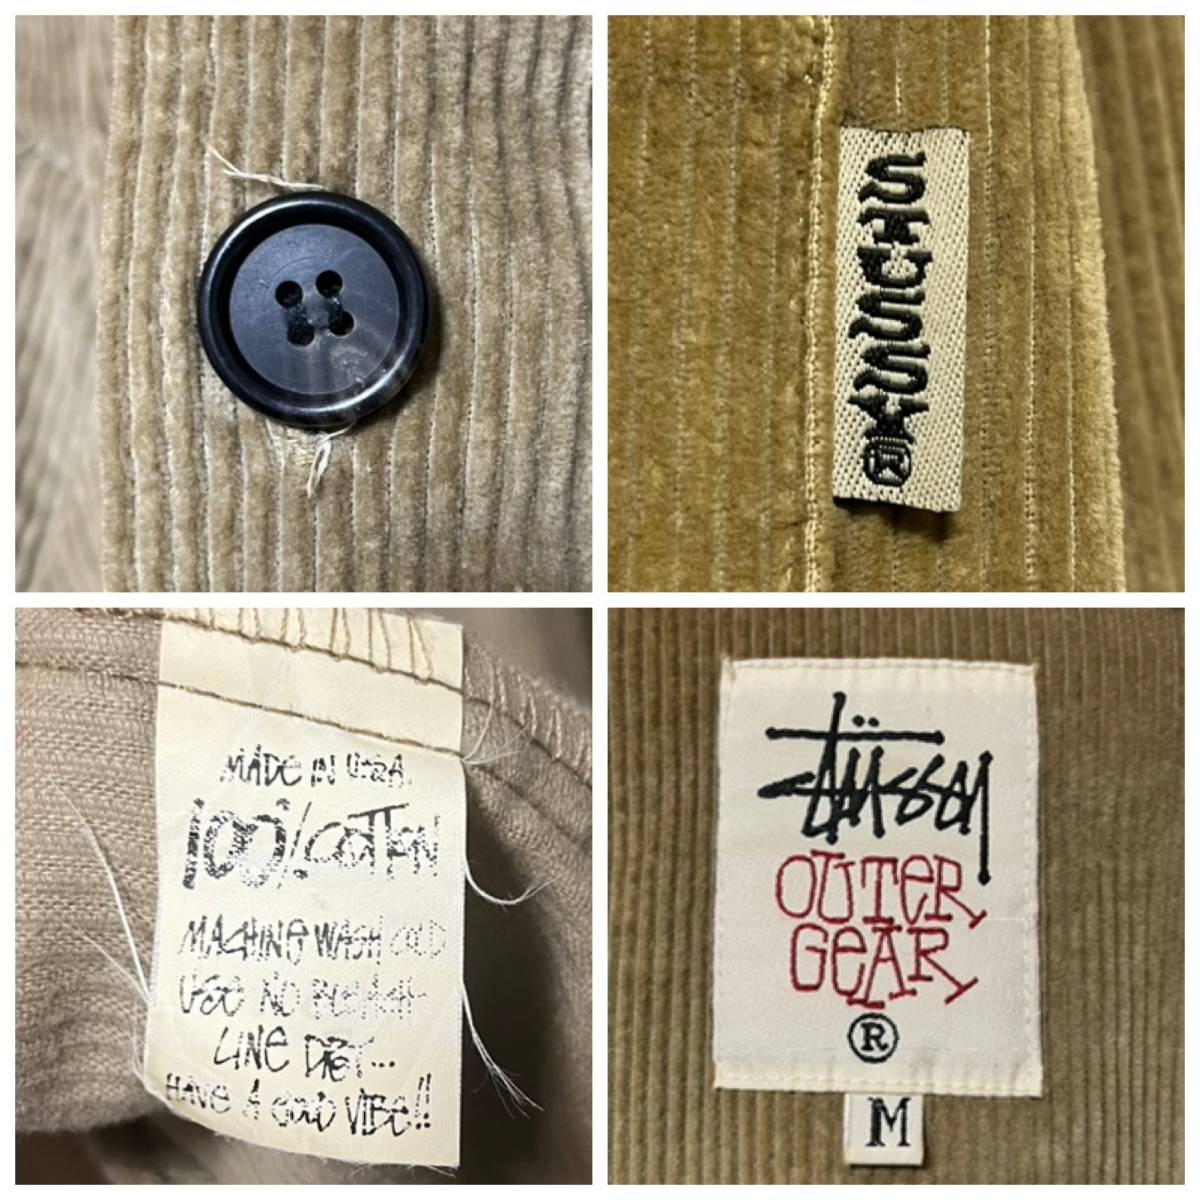 STUSSY®
MADE IN U.S.A.
100% COTTON
MACHINE WASH COLD
USE NO BLEACH
LINE DRY...
HAVE A GOOD VIBE!!
Stüssy
OUTER
GEAR
®
M